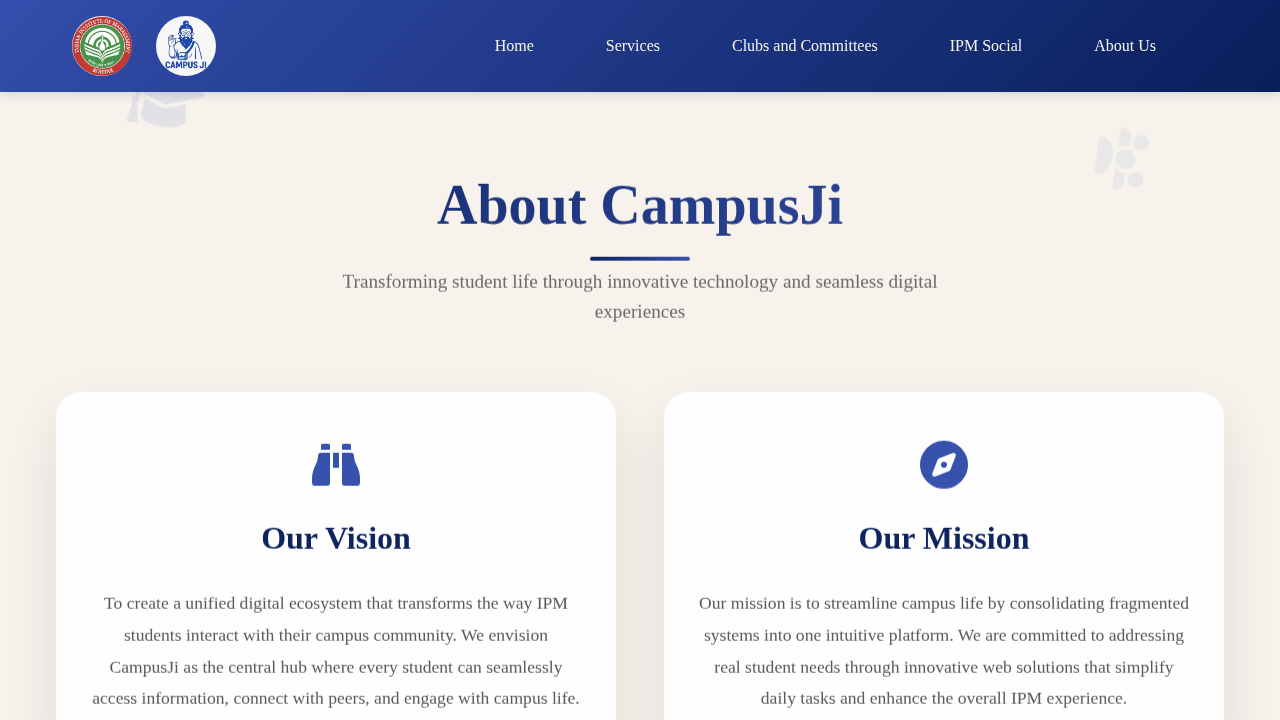 INDIAN INSTITUTE OF MANAGEMENT
ROHTAK
CAMPUS JI
Home
Services
Clubs and Committees
IPM Social
About Us
About CampusJi
Transforming student life through innovative technology and seamless digital
experiences
Our Vision
To create a unified digital ecosystem that transforms the way IPM
students interact with their campus community. We envision
CampusJi as the central hub where every student can seamlessly
access information, connect with peers, and engage with campus life.
Our Mission
Our mission is to streamline campus life by consolidating fragmented
systems into one intuitive platform. We are committed to addressing
real student needs through innovative web solutions that simplify
daily tasks and enhance the overall IPM experience.